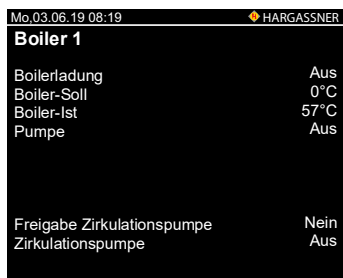 Mo,03.06.19 08:19 HARGASSNER
Boiler 1
Boilerladung Aus
Boiler-Soll 0°C
Boiler-Ist 57°C
Pumpe Aus
Freigabe Zirkulationspumpe Nein
Zirkulationspumpe Aus